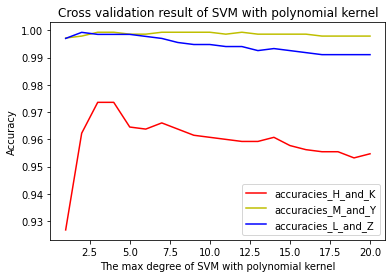 Cross validation result of SVM with polynomial kernel
1.00
0.99
0.98
0.97
0.96
0.95
0.94
0.93
Accuracy
accuracies_H_and_K
accuracies_M_and_Y
accuracies_L_and_Z
2.5 5.0 7.5 10.0 12.5 15.0 17.5 20.0
The max degree of SVM with polynomial kernel